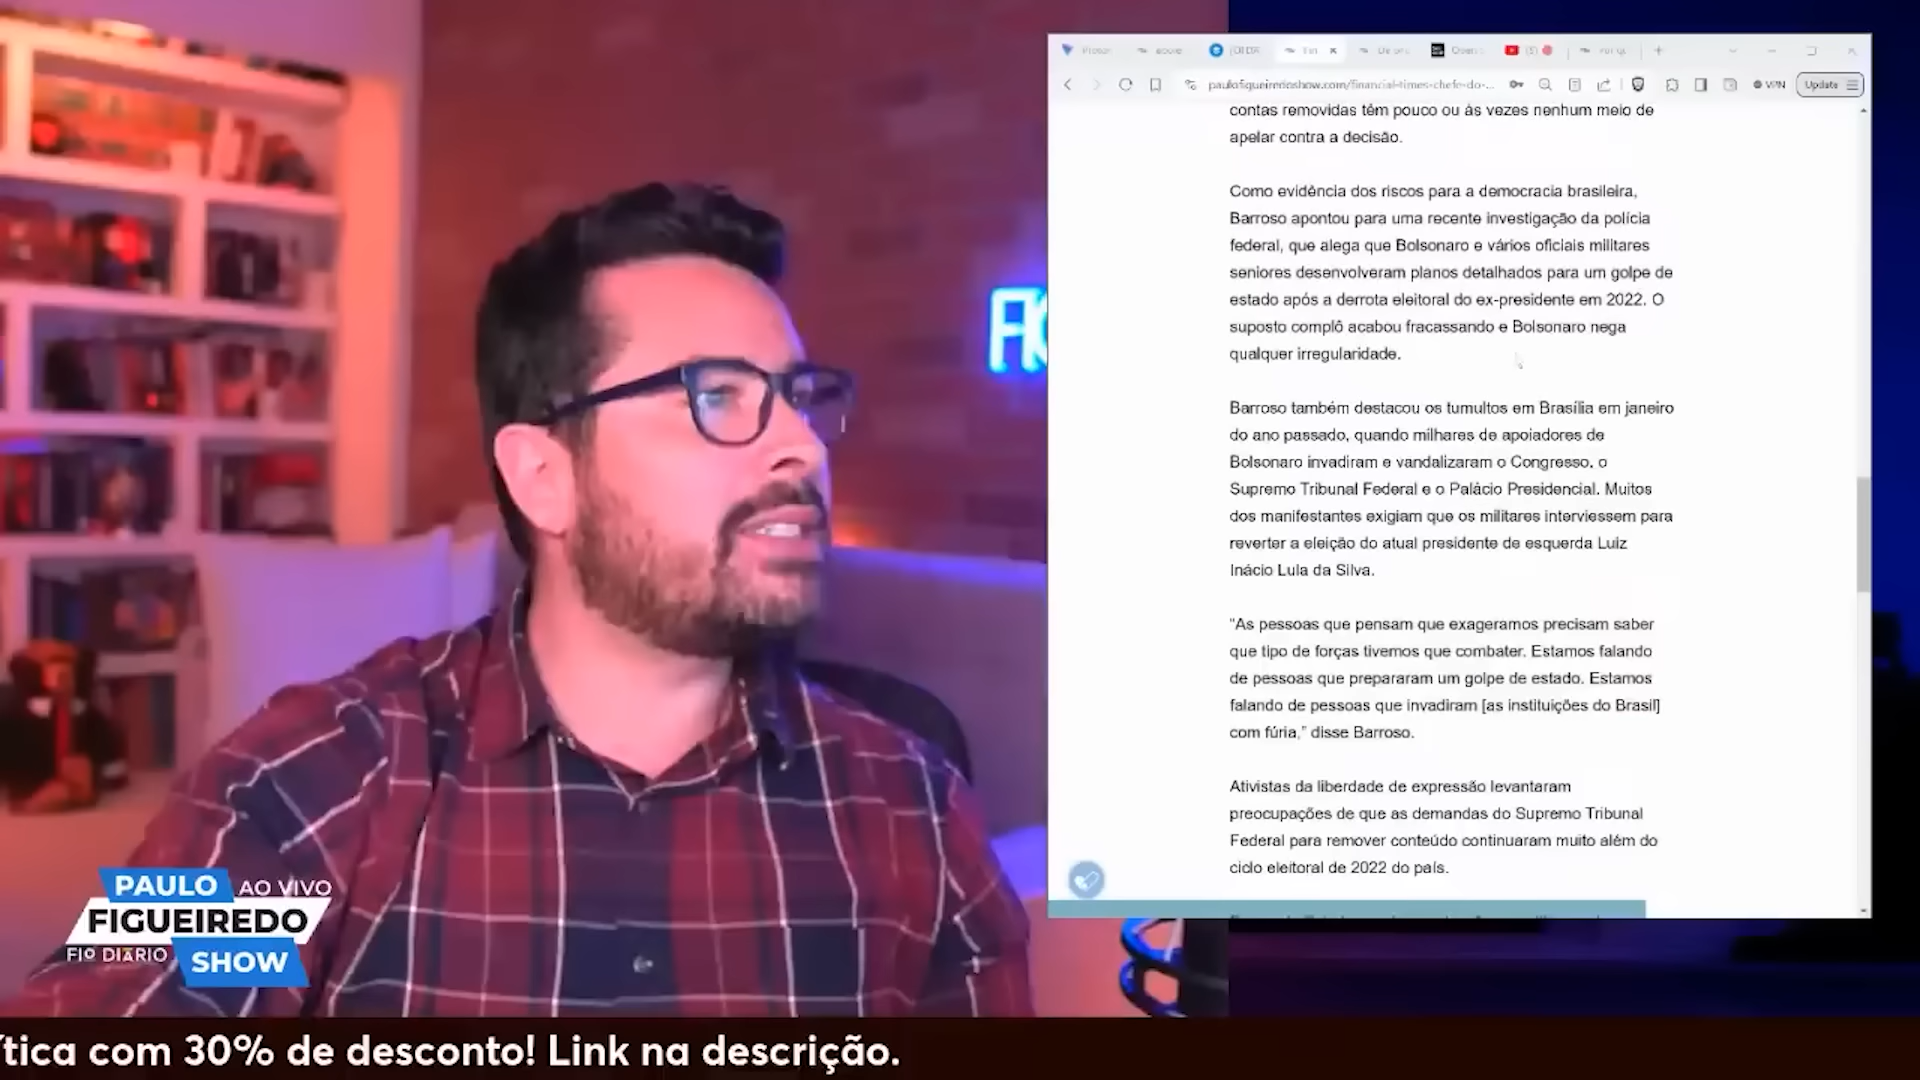 paulofigueiredoshow.com/financial-times-chefe-do-...
VPN
Update
contas removidas têm pouco ou às vezes nenhum meio de
apelar contra a decisão.
Como evidência dos riscos para a democracia brasileira,
Barroso apontou para uma recente investigação da polícia
federal, que alega que Bolsonaro e vários oficiais militares
seniores desenvolveram planos detalhados para um golpe de
estado após a derrota eleitoral do ex-presidente em 2022. O
suposto complô acabou fracassando e Bolsonaro nega
qualquer irregularidade.
Barroso também destacou os tumultos em Brasília em janeiro
do ano passado, quando milhares de apoiadores de
Bolsonaro invadiram e vandalizaram o Congresso, o
Supremo Tribunal Federal e o Palácio Presidencial. Muitos
dos manifestantes exigiam que os militares interviessem para
reverter a eleição do atual presidente de esquerda Luiz
Inácio Lula da Silva.
“As pessoas que pensam que exageramos precisam saber
que tipo de forças tivemos que combater. Estamos falando
de pessoas que prepararam um golpe de estado. Estamos
falando de pessoas que invadiram [as instituições do Brasil]
com fúria,” disse Barroso.
Ativistas da liberdade de expressão levantaram
preocupações de que as demandas do Supremo Tribunal
Federal para remover conteúdo continuaram muito além do
ciclo eleitoral de 2022 do país.
PAULO AO VIVO
FIGUEIREDO
FIº DIÁRIO SHOW
ítica com 30% de desconto! Link na descrição.